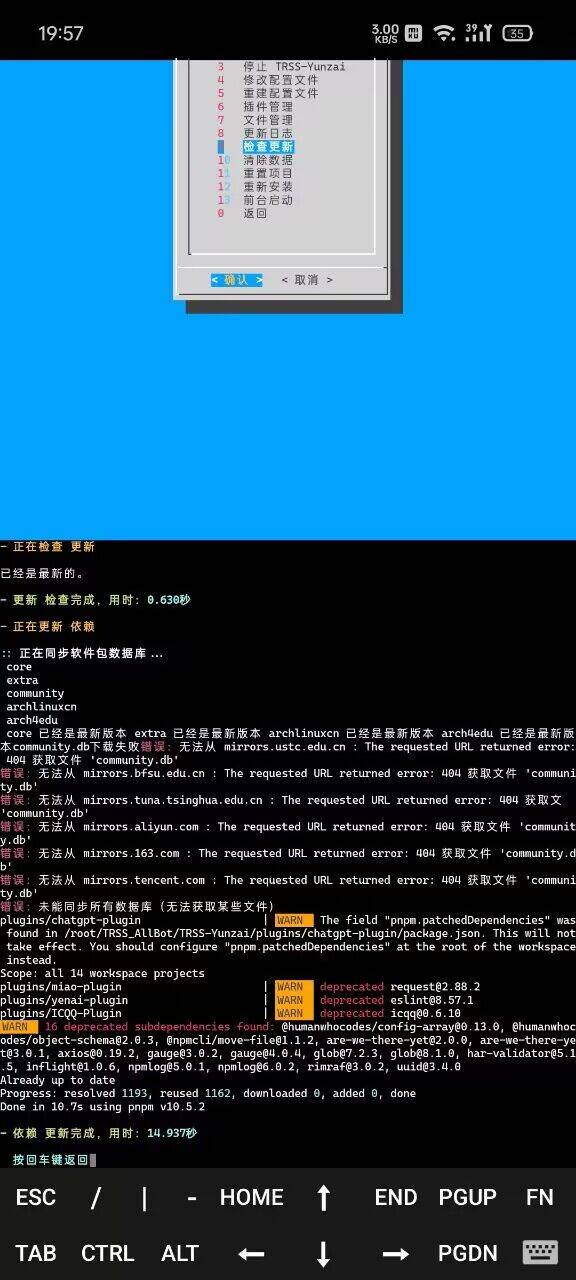 19:57
3.00 KB/S
39
35
3 停止 TRSS-Yunzai
4 修改配置文件
5 重建配置文件
6 插件管理
7 文件管理
8 更新日志
检查更新
10 清除数据
11 重置项目
12 重新安装
13 前台启动
0 返回
< 确认 > < 取消 >
- 正在检查 更新
已经是最新的。
- 更新 检查完成, 用时: 0.630秒
- 正在更新 依赖
:: 正在同步软件包数据库...
core
extra
community
archlinuxcn
arch4edu
core 已经是最新版本 extra 已经是最新版本 archlinuxcn 已经是最新版本 arch4edu 已经是最新版
本community.db下载失败错误: 无法从 mirrors.ustc.edu.cn : The requested URL returned error:
404 获取文件 'community.db'
错误: 无法从 mirrors.bfsu.edu.cn : The requested URL returned error: 404 获取文件 'communi
ty.db'
错误: 无法从 mirrors.tuna.tsinghua.edu.cn : The requested URL returned error: 404 获取文
'community.db'
错误: 无法从 mirrors.aliyun.com : The requested URL returned error: 404 获取文件 'communit
y.db'
错误: 无法从 mirrors.163.com : The requested URL returned error: 404 获取文件 'community.d
b'
错误: 无法从 mirrors.tencent.com : The requested URL returned error: 404 获取文件 'communi
ty.db'
错误: 未能同步所有数据库 (无法获取某些文件)
plugins/chatgpt-plugin | WARN The field "pnpm.patchedDependencies" was
found in /root/TRSS_AllBot/TRSS-Yunzai/plugins/chatgpt-plugin/package.json. This will not
take effect. You should configure "pnpm.patchedDependencies" at the root of the workspace
instead.
Scope: all 14 workspace projects
plugins/miao-plugin | WARN deprecated request@2.88.2
plugins/yenai-plugin | WARN deprecated eslint@8.57.1
plugins/ICQQ-Plugin | WARN deprecated icqq@0.6.10
WARN 16 deprecated subdependencies found: @humanwhocodes/config-array@0.13.0, @humanwhoc
odes/object-schema@2.0.3, @npmcli/move-file@1.1.2, are-we-there-yet@2.0.0, are-we-there-ye
t@3.0.1, axios@0.19.2, gauge@3.0.2, gauge@4.0.4, glob@7.2.3, glob@8.1.0, har-validator@5.1
.5, inflight@1.0.6, npmlog@5.0.1, npmlog@6.0.2, rimraf@3.0.2, uuid@3.4.0
Already up to date
Progress: resolved 1193, reused 1162, downloaded 0, added 0, done
Done in 10.7s using pnpm v10.5.2
- 依赖 更新完成, 用时: 14.937秒
按回车键返回
ESC / | - HOME ↑ END PGUP FN
TAB CTRL ALT ← ↓ → PGDN